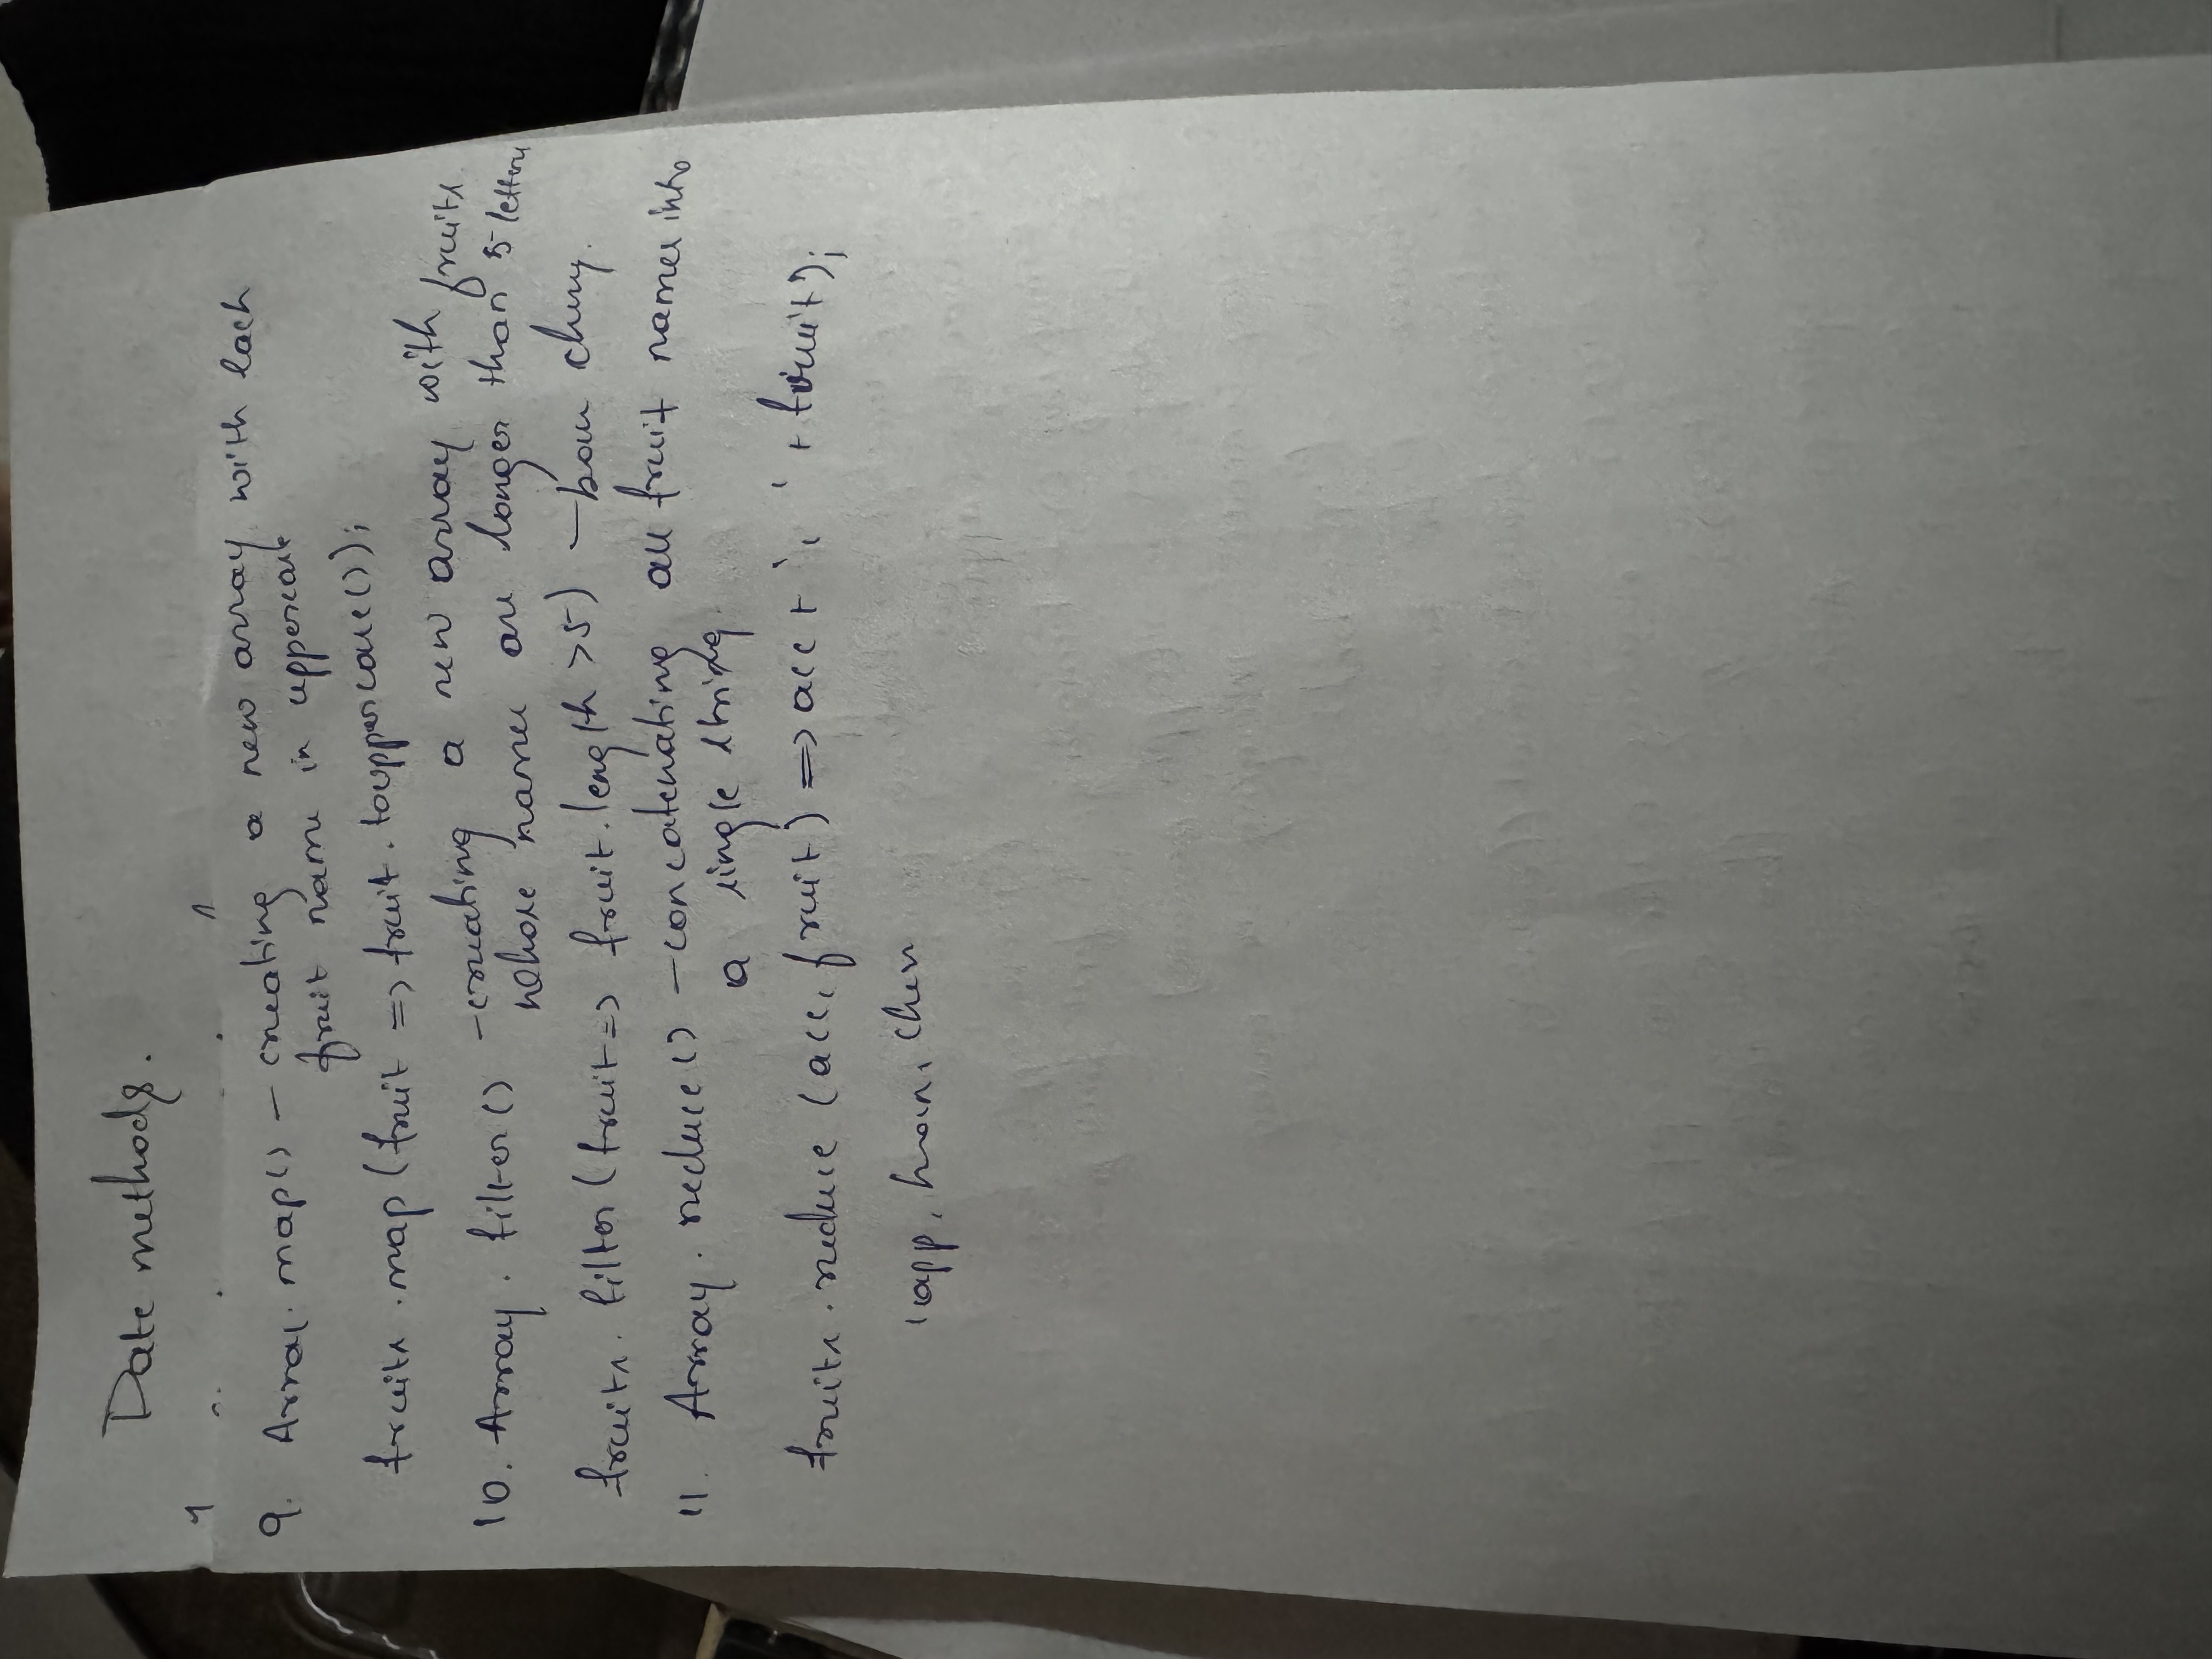 Date methods.
9. Array. map() - creating a new array with each
fruit name in uppercase
fruits .map (fruit => fruit. touppercase());
10. Array . filter() - creating a new array with fruits
whose names are longer than 5 letters
fruits. filter (fruit => fruit. length >5) - ban cherry.
11. Array . reduce () - concatenating all fruit names into
a single string
fruits . reduce (acc, fruit) => acc + ', ' + fruit);
'app, ban, cherr